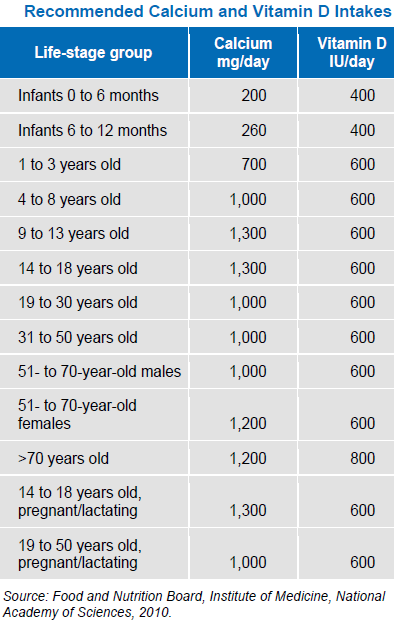 Recommended Calcium and Vitamin D Intakes
Life-stage group Calcium mg/day Vitamin D IU/day
Infants 0 to 6 months 200 400
Infants 6 to 12 months 260 400
1 to 3 years old 700 600
4 to 8 years old 1,000 600
9 to 13 years old 1,300 600
14 to 18 years old 1,300 600
19 to 30 years old 1,000 600
31 to 50 years old 1,000 600
51- to 70-year-old males 1,000 600
51- to 70-year-old
females 1,200 600
>70 years old 1,200 800
14 to 18 years old,
pregnant/lactating 1,300 600
19 to 50 years old,
pregnant/lactating 1,000 600
Source: Food and Nutrition Board, Institute of Medicine, National
Academy of Sciences, 2010.